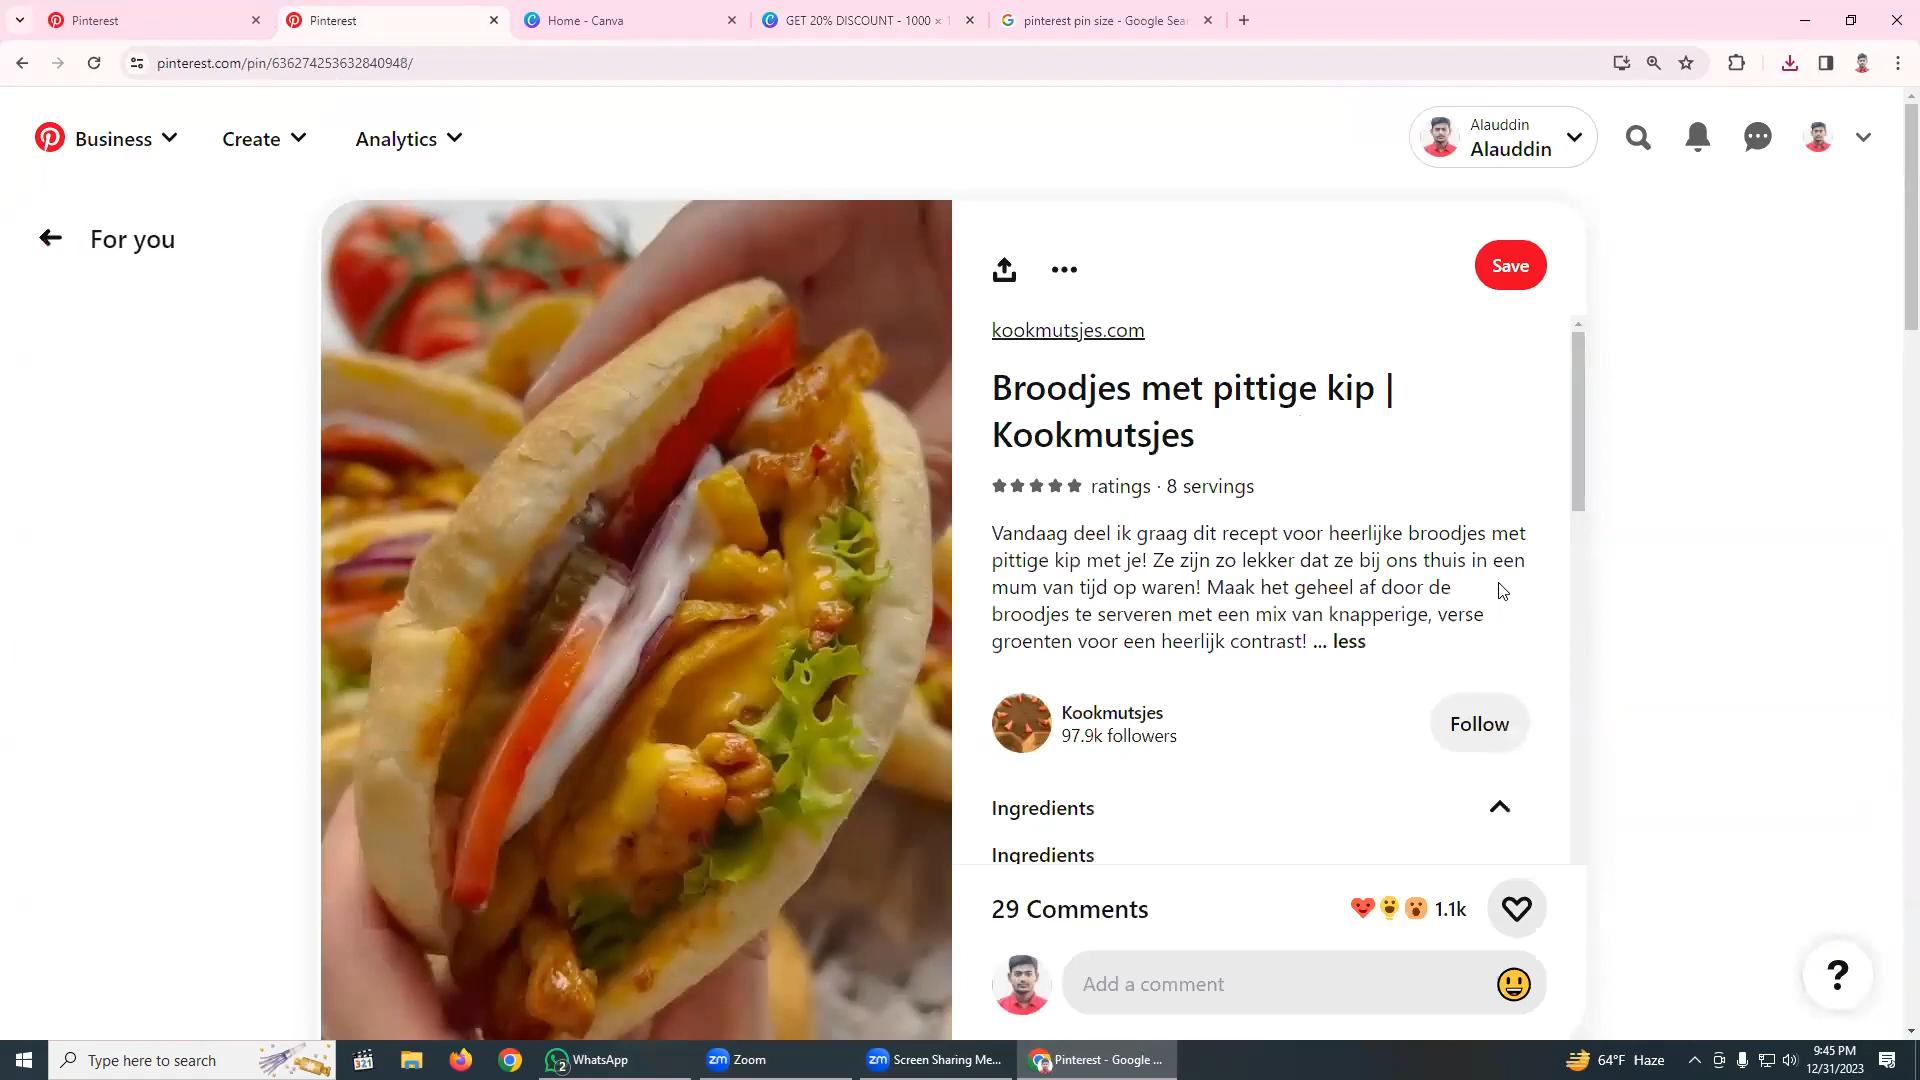 Pinterest
Pinterest
Home - Canva
GET 20% DISCOUNT - 1000 × 1
pinterest pin size - Google Sear
pinterest.com/pin/636274253632840948/
Business
Create
Analytics
Alauddin
Alauddin
For you
Save
kookmutsjes.com
Broodjes met pittige kip |
Kookmutsjes
ratings · 8 servings
Vandaag deel ik graag dit recept voor heerlijke broodjes met
pittige kip met je! Ze zijn zo lekker dat ze bij ons thuis in een
mum van tijd op waren! Maak het geheel af door de
broodjes te serveren met een mix van knapperige, verse
groenten voor een heerlijk contrast! ... less
Kookmutsjes
97.9k followers
Follow
Ingredients
Ingredients
29 Comments
1.1k
Add a comment
?
Type here to search
321
2
WhatsApp
zm
Zoom
zm
Screen Sharing Me...
Pinterest - Google ...
64°F Haze
9:45 PM
12/31/2023